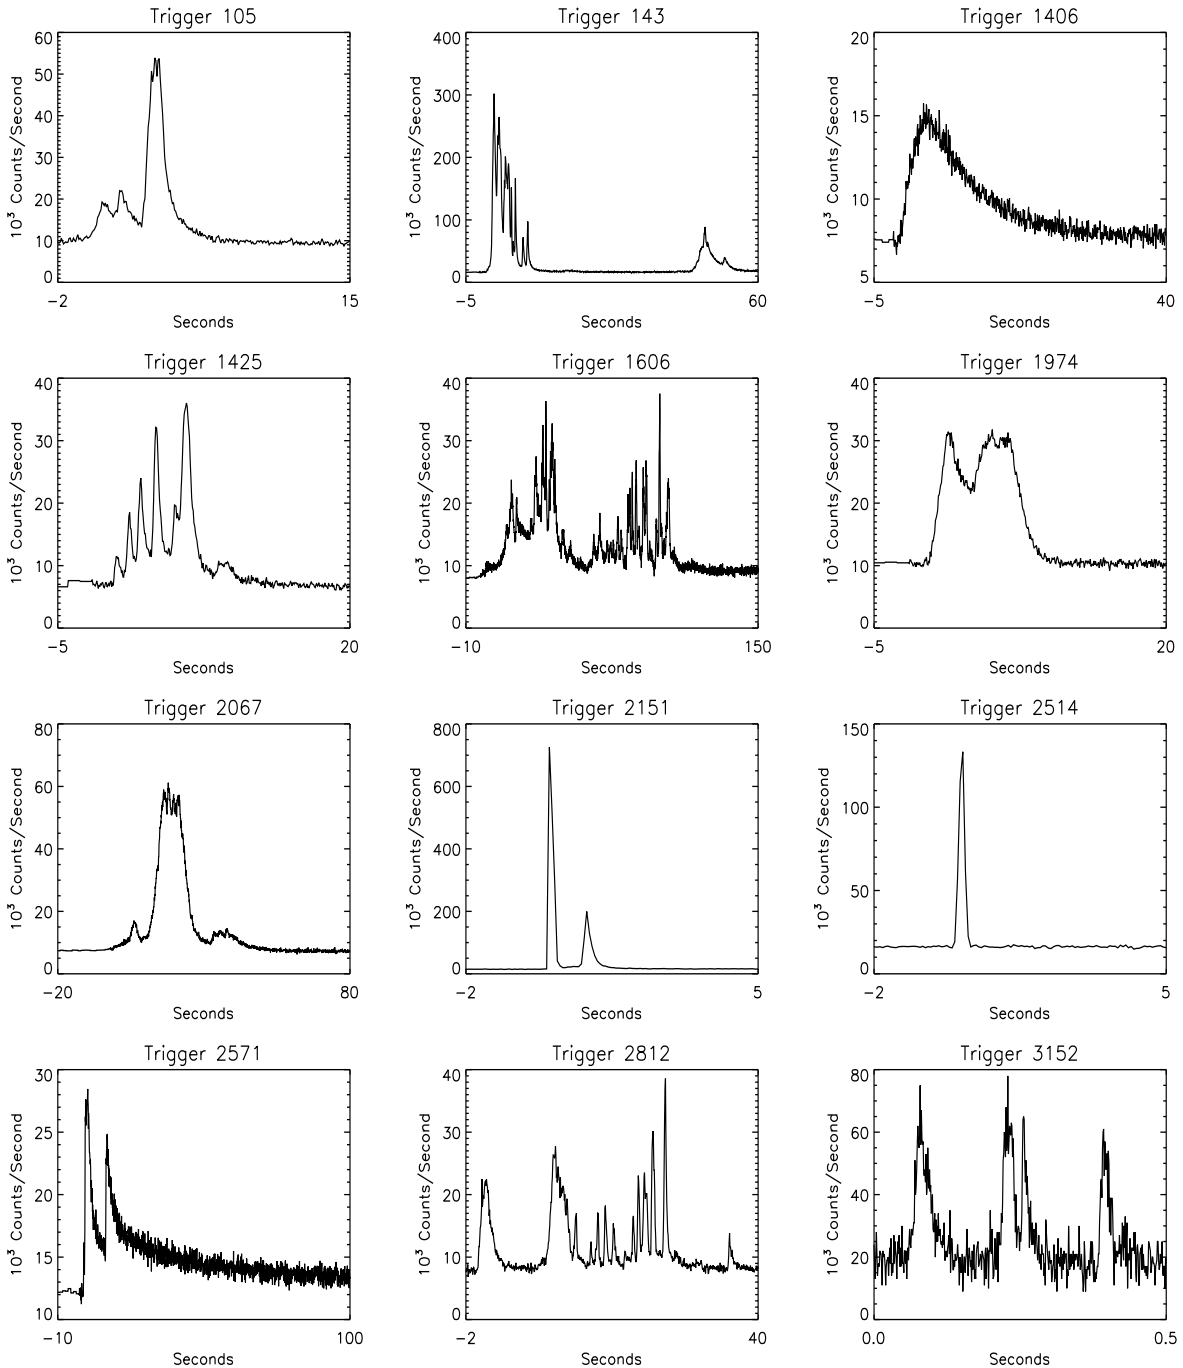 Trigger 105
Trigger 143
Trigger 1406
60
50
40
30
20
10
0
10³ Counts/Second
-2
15
Seconds
400
300
200
100
0
10³ Counts/Second
-5
60
Seconds
20
15
10
5
10³ Counts/Second
-5
40
Seconds
Trigger 1425
Trigger 1606
Trigger 1974
40
30
20
10
0
10³ Counts/Second
-5
20
Seconds
40
30
20
10
0
10³ Counts/Second
-10
150
Seconds
40
30
20
10
0
10³ Counts/Second
-5
20
Seconds
Trigger 2067
Trigger 2151
Trigger 2514
80
60
40
20
0
10³ Counts/Second
-20
80
Seconds
800
600
400
200
0
10³ Counts/Second
-2
5
Seconds
150
100
50
0
10³ Counts/Second
-2
5
Seconds
Trigger 2571
Trigger 2812
Trigger 3152
30
25
20
15
10
10³ Counts/Second
-10
100
Seconds
40
30
20
10
0
10³ Counts/Second
-2
40
Seconds
80
60
40
20
0
10³ Counts/Second
0.0
0.5
Seconds